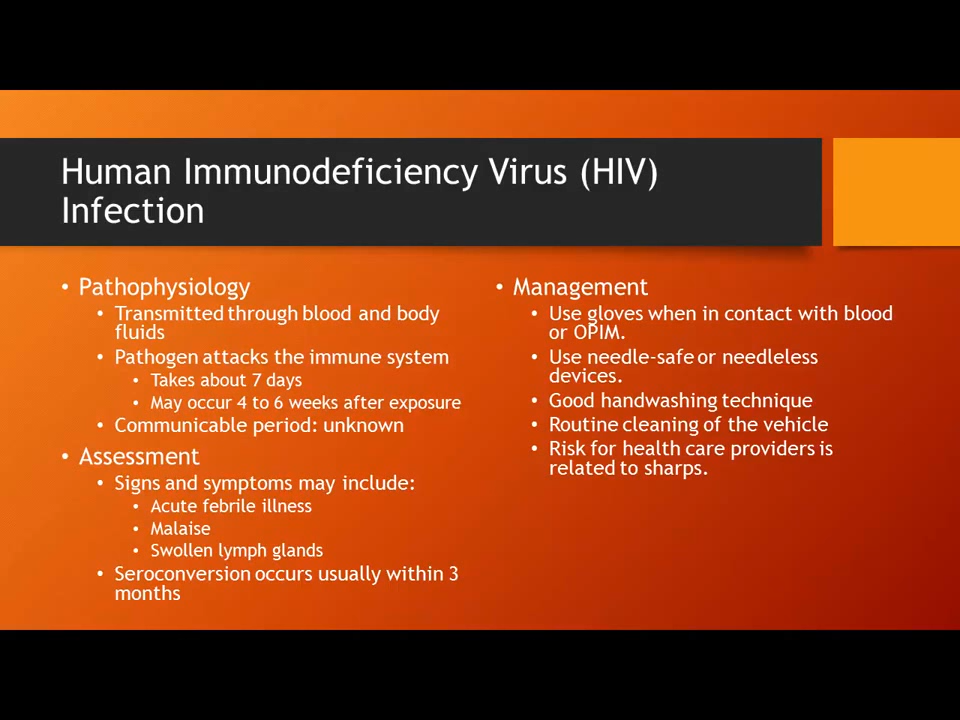 Human Immunodeficiency Virus (HIV)
Infection
• Pathophysiology
• Transmitted through blood and body
fluids
• Pathogen attacks the immune system
• Takes about 7 days
• May occur 4 to 6 weeks after exposure
• Communicable period: unknown
• Assessment
• Signs and symptoms may include:
• Acute febrile illness
• Malaise
• Swollen lymph glands
• Seroconversion occurs usually within 3
months
• Management
• Use gloves when in contact with blood
or OPIM.
• Use needle-safe or needleless
devices.
• Good handwashing technique
• Routine cleaning of the vehicle
• Risk for health care providers is
related to sharps.